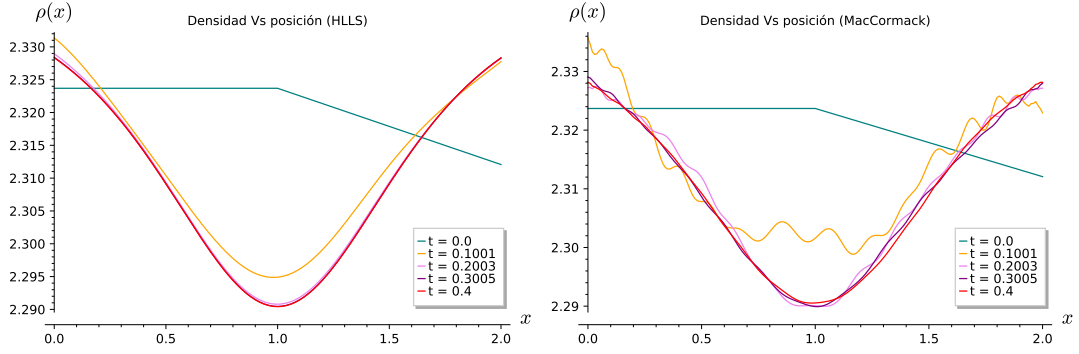 ρ(x)
Densidad Vs posición (HLLS)
2.330
2.325
2.320
2.315
2.310
2.305
2.300
2.295
2.290
t = 0.0
t = 0.1001
t = 0.2003
t = 0.3005
t = 0.4
0.0 0.5 1.0 1.5 2.0
x
ρ(x)
Densidad Vs posición (MacCormack)
2.33
2.32
2.31
2.30
2.29
t = 0.0
t = 0.1001
t = 0.2003
t = 0.3005
t = 0.4
0.0 0.5 1.0 1.5 2.0
x